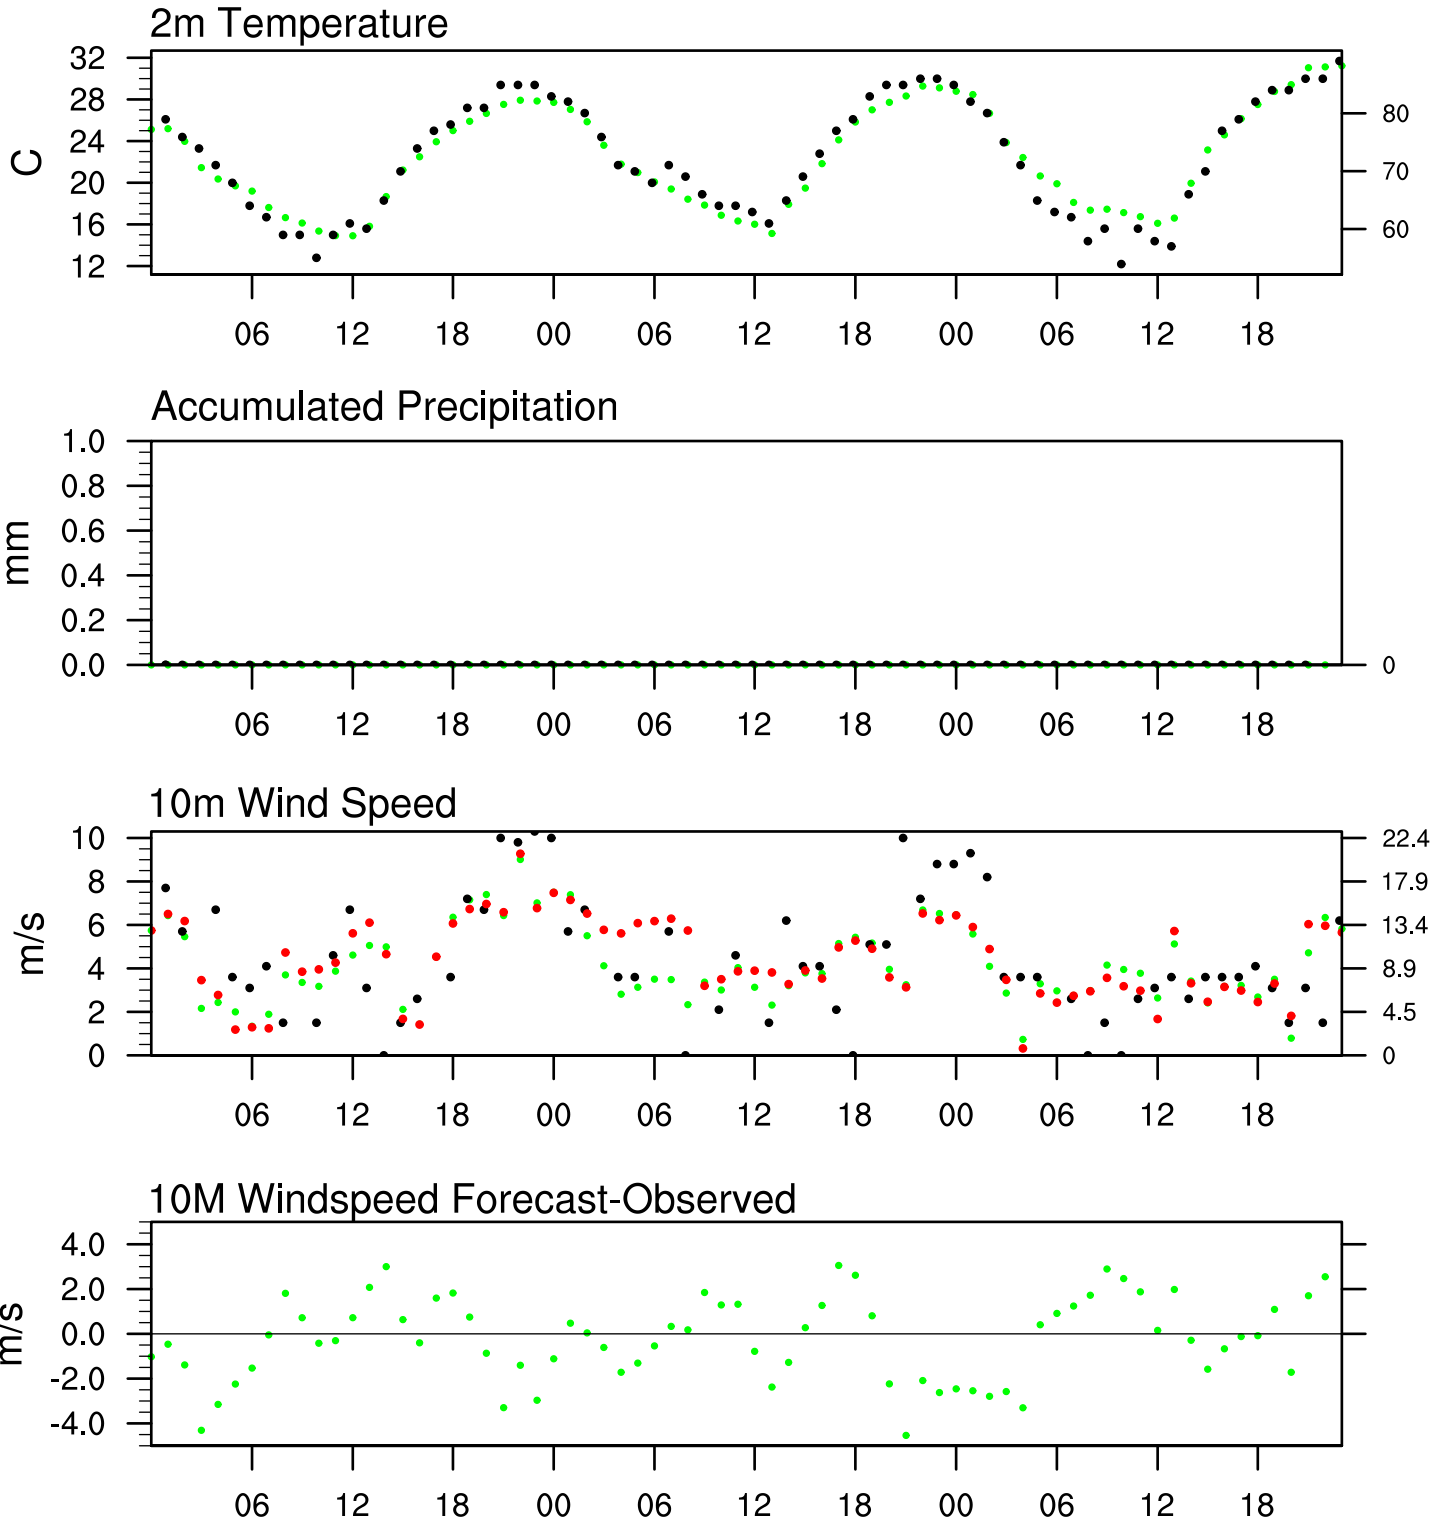 2m Temperature
32
28
24
20
16
12
C
80
70
60
06 12 18 00 06 12 18 00 06 12 18
Accumulated Precipitation
1.0
0.8
0.6
0.4
0.2
0.0
mm
0
06 12 18 00 06 12 18 00 06 12 18
10m Wind Speed
10
8
6
4
2
0
m/s
22.4
17.9
13.4
8.9
4.5
0
06 12 18 00 06 12 18 00 06 12 18
10M Windspeed Forecast-Observed
4.0
2.0
0.0
-2.0
-4.0
m/s
06 12 18 00 06 12 18 00 06 12 18